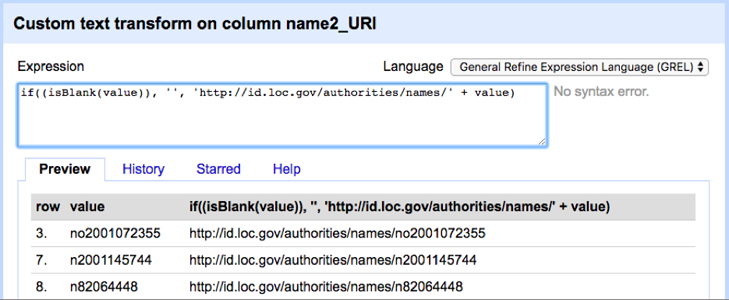 Custom text transform on column name2_URI
Expression Language General Refine Expression Language (GREL)
if((isBlank(value)), '', 'http://id.loc.gov/authorities/names/' + value) No syntax error.
Preview History Starred Help
row value if((isBlank(value)), '', 'http://id.loc.gov/authorities/names/' + value)
3. no2001072355 http://id.loc.gov/authorities/names/no2001072355
7. n2001145744 http://id.loc.gov/authorities/names/n2001145744
8. n82064448 http://id.loc.gov/authorities/names/n82064448